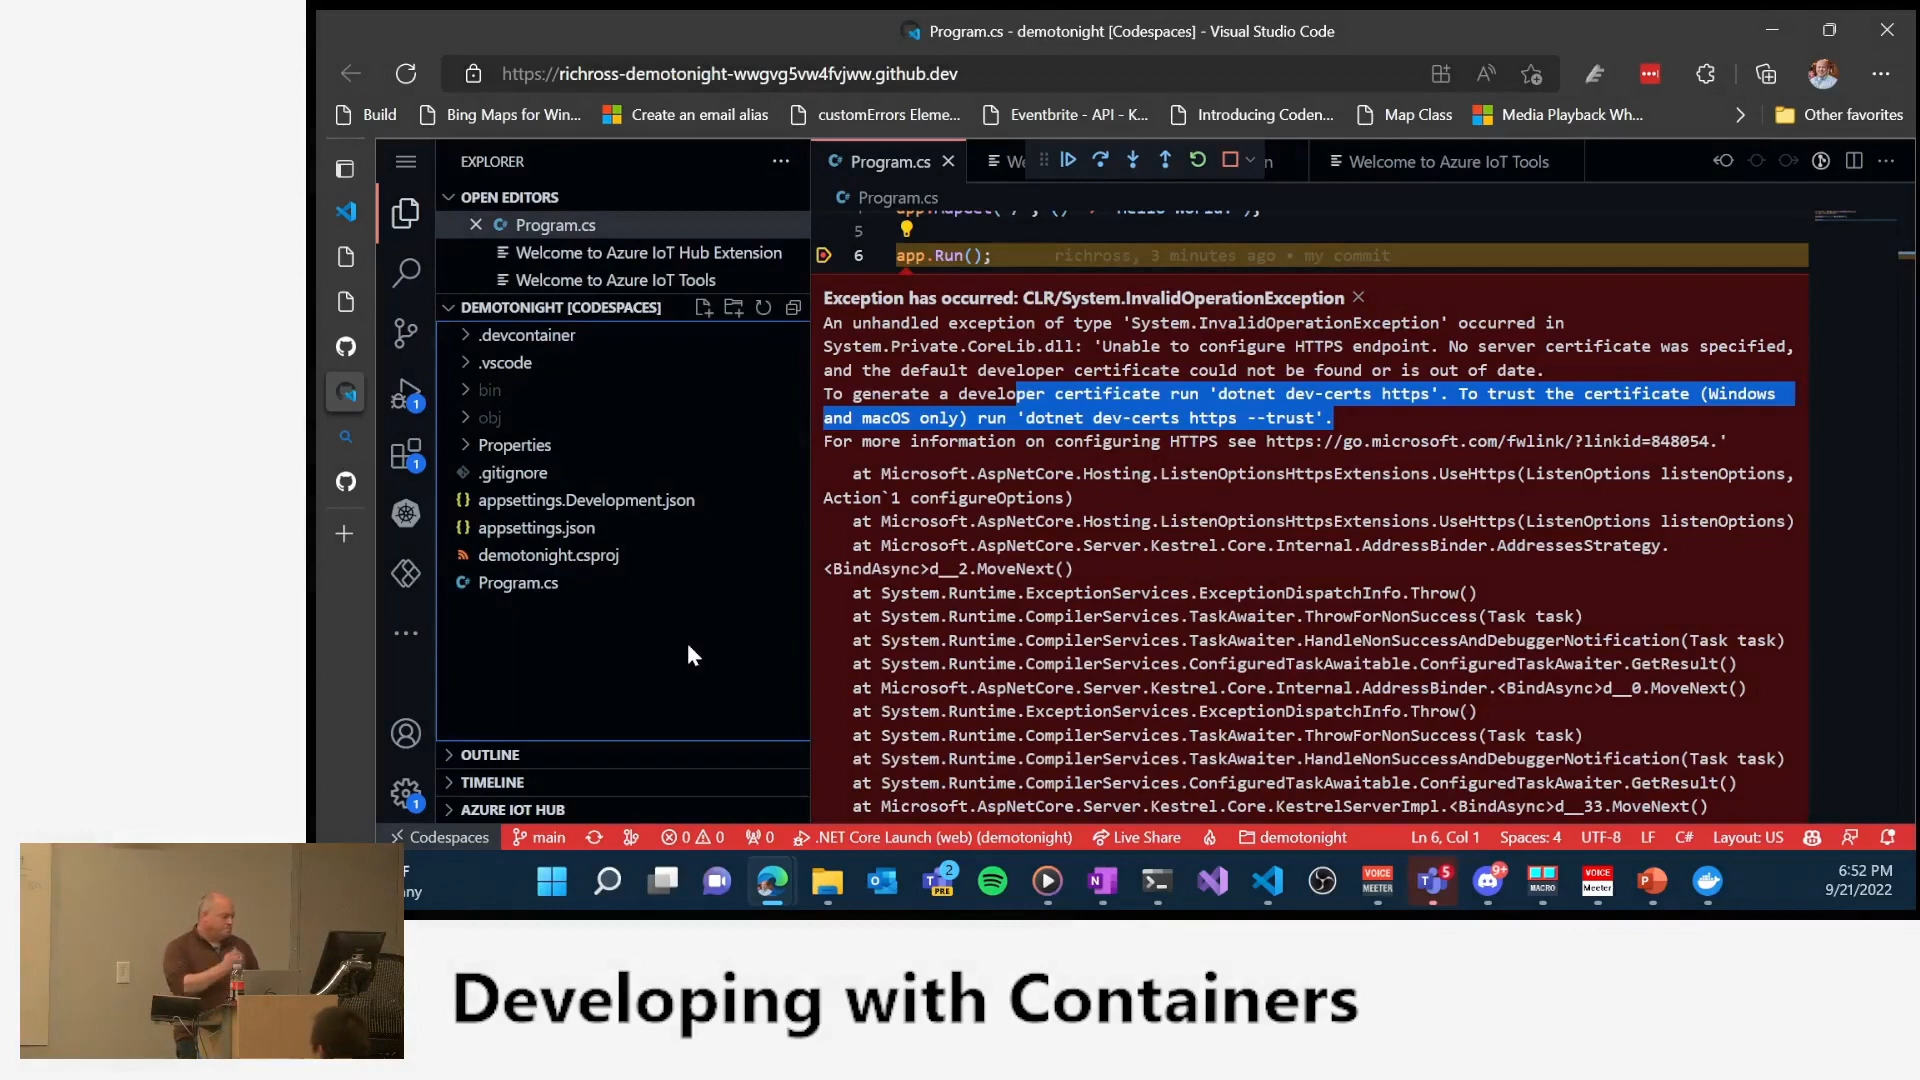 Program.cs - demotonight [Codespaces] - Visual Studio Code
https://richross-demotonight-wwgvg5vw4fvjww.github.dev
Build
Bing Maps for Win...
Create an email alias
customErrors Eleme...
Eventbrite - API - K...
Introducing Coden...
Map Class
Media Playback Wh...
Other favorites
EXPLORER
Program.cs
Welcome to Azure IoT Tools
OPEN EDITORS
Program.cs
Welcome to Azure IoT Hub Extension
Welcome to Azure IoT Tools
DEMOTONIGHT [CODESPACES]
.devcontainer
.vscode
bin
obj
Properties
.gitignore
appsettings.Development.json
appsettings.json
demotonight.csproj
Program.cs
OUTLINE
TIMELINE
AZURE IOT HUB
1
1
1
Program.cs
5
6 app.Run(); richross, 3 minutes ago • my commit
Exception has occurred: CLR/System.InvalidOperationException
An unhandled exception of type 'System.InvalidOperationException' occurred in
System.Private.CoreLib.dll: 'Unable to configure HTTPS endpoint. No server certificate was specified,
and the default developer certificate could not be found or is out of date.
To generate a developer certificate run 'dotnet dev-certs https'. To trust the certificate (Windows
and macOS only) run 'dotnet dev-certs https --trust'.
For more information on configuring HTTPS see https://go.microsoft.com/fwlink/?linkid=848054.'
at Microsoft.AspNetCore.Hosting.ListenOptionsHttpsExtensions.UseHttps(ListenOptions listenOptions,
Action`1 configureOptions)
at Microsoft.AspNetCore.Hosting.ListenOptionsHttpsExtensions.UseHttps(ListenOptions listenOptions)
at Microsoft.AspNetCore.Server.Kestrel.Core.Internal.AddressBinder.AddressesStrategy.
<BindAsync>d__2.MoveNext()
at System.Runtime.ExceptionServices.ExceptionDispatchInfo.Throw()
at System.Runtime.CompilerServices.TaskAwaiter.ThrowForNonSuccess(Task task)
at System.Runtime.CompilerServices.TaskAwaiter.HandleNonSuccessAndDebuggerNotification(Task task)
at System.Runtime.CompilerServices.ConfiguredTaskAwaitable.ConfiguredTaskAwaiter.GetResult()
at Microsoft.AspNetCore.Server.Kestrel.Core.Internal.AddressBinder.<BindAsync>d__0.MoveNext()
at System.Runtime.ExceptionServices.ExceptionDispatchInfo.Throw()
at System.Runtime.CompilerServices.TaskAwaiter.ThrowForNonSuccess(Task task)
at System.Runtime.CompilerServices.TaskAwaiter.HandleNonSuccessAndDebuggerNotification(Task task)
at System.Runtime.CompilerServices.ConfiguredTaskAwaitable.ConfiguredTaskAwaiter.GetResult()
at Microsoft.AspNetCore.Server.Kestrel.Core.KestrelServerImpl.<BindAsync>d__33.MoveNext()
Codespaces main 0 0 0 .NET Core Launch (web) (demotonight) Live Share demotonight Ln 6, Col 1 Spaces: 4 UTF-8 LF C# Layout: US
2
PRE
VOICE
MEETER
5
9+
MACRO
VOICE
Meeter
6:52 PM
9/21/2022
Developing with Containers